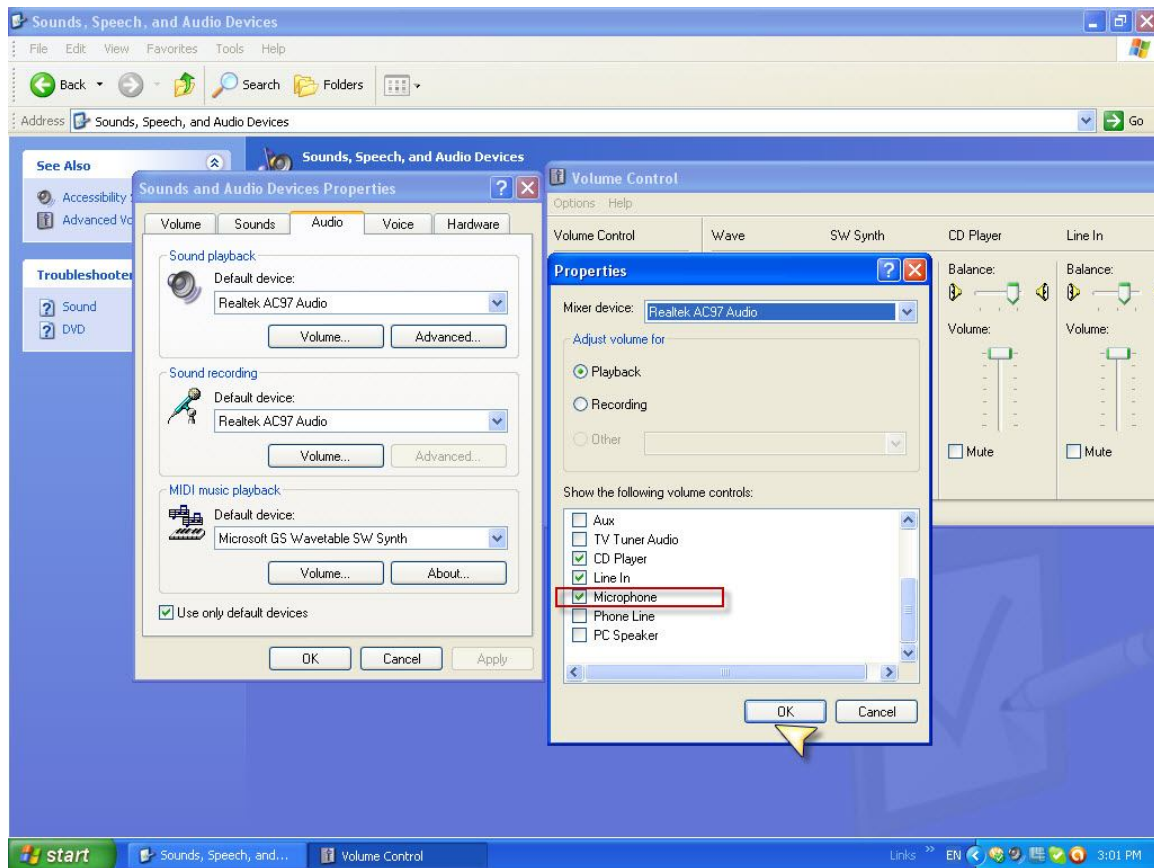 Sounds, Speech, and Audio Devices
File Edit View Favorites Tools Help
Back Search Folders
Address Sounds, Speech, and Audio Devices Go
See Also
Accessibility
Advanced
Troubleshooter
Sound
DVD
Sounds, Speech, and Audio Devices
Sounds and Audio Devices Properties
Volume Sounds Audio Voice Hardware
Sound playback
Default device:
Realtek AC97 Audio
Volume... Advanced...
Sound recording
Default device:
Realtek AC97 Audio
Volume... Advanced...
MIDI music playback
Default device:
Microsoft GS Wavetable SW Synth
Volume... About...
Use only default devices
OK Cancel Apply
Volume Control
Options Help
Volume Control Wave SW Synth CD Player Line In
Balance: Balance:
Volume: Volume:
Mute Mute
Properties
Mixer device: Realtek AC97 Audio
Adjust volume for
Playback
Recording
Other
Show the following volume controls:
Aux
TV Tuner Audio
CD Player
Line In
Microphone
Phone Line
PC Speaker
OK Cancel
start Sounds, Speech, and... Volume Control Links » EN 3:01 PM